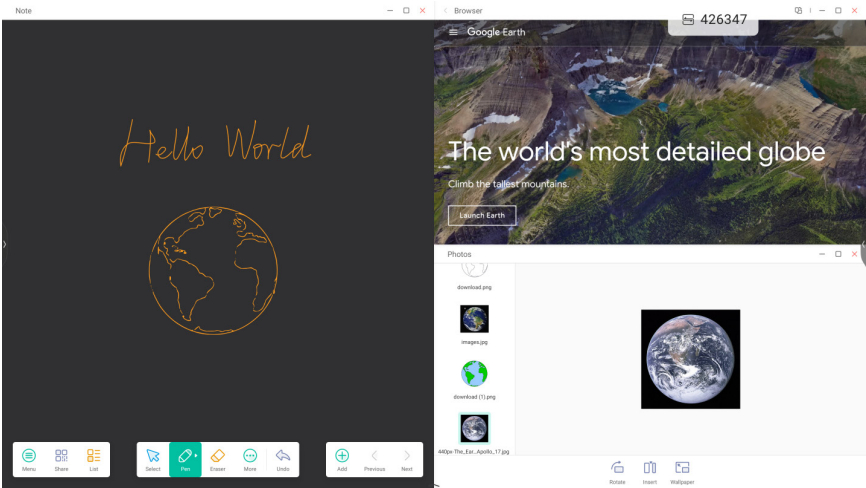 Note
Hello World
Menu
Share
List
Select
Pen
Eraser
More
Undo
Add
Previous
Next
Browser
426347
Google Earth
The world's most detailed globe
Climb the tallest mountains.
Launch Earth
Photos
download.png
images.jpg
download (1).png
440px-The_Ear..Apollo_17.jpg
Rotate
Insert
Wallpaper